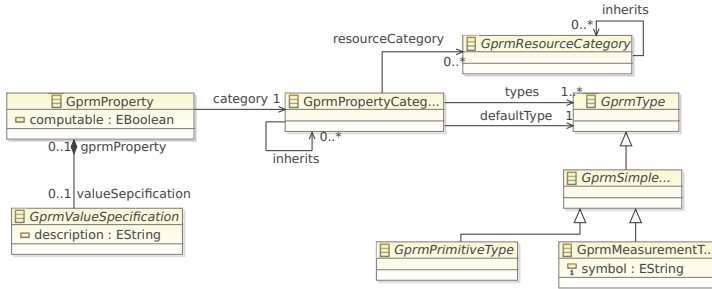 inherits
0..*
resourceCategory
GprmResourceCategory
0..*
GprmProperty
category 1
GprmPropertyCateg...
types
1..*
GprmType
computable : EBoolean
defaultType
1
0..*
0..1 gprmProperty
inherits
GprmSimple...
0..1 valueSepcification
GprmValueSpecification
description : EString
GprmPrimitiveType
GprmMeasurementT...
1 symbol : EString